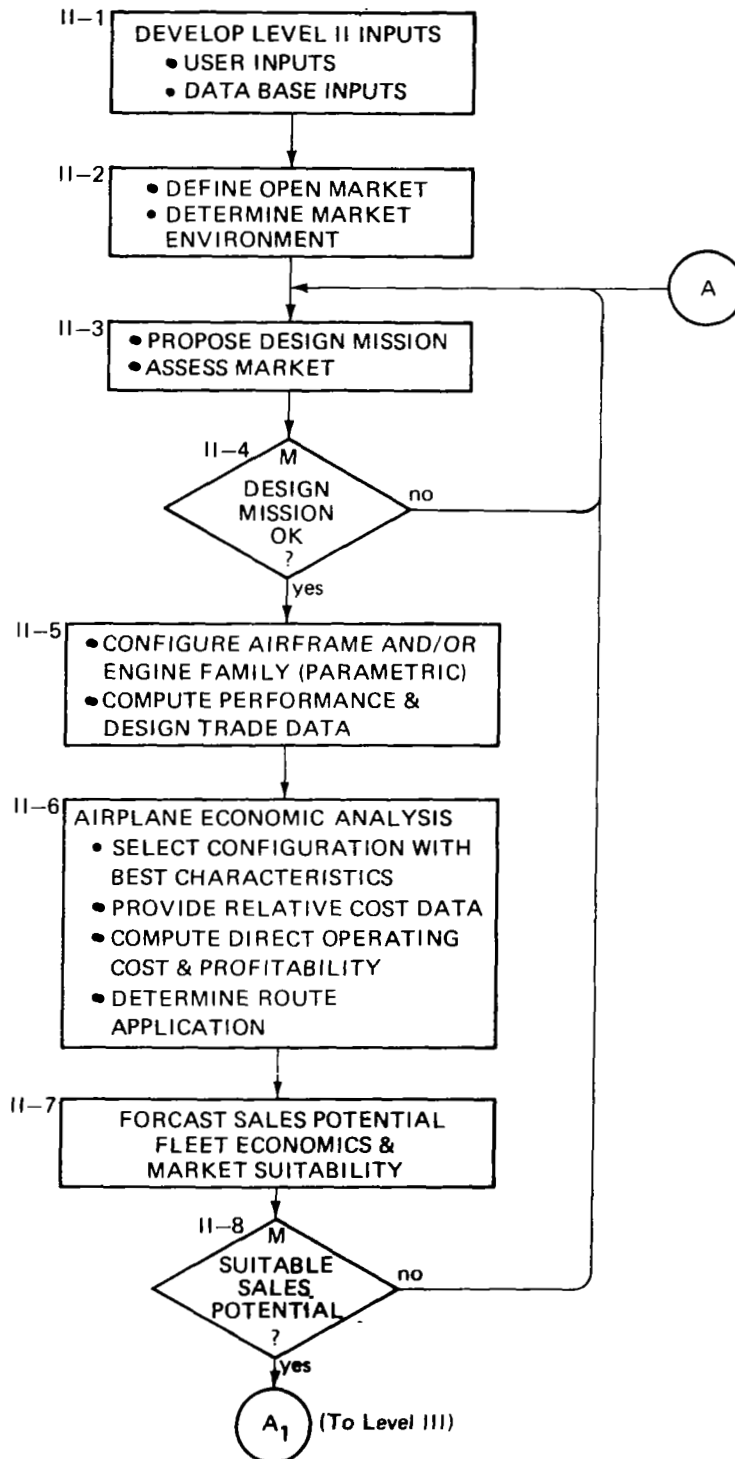 II-1
DEVELOP LEVEL II INPUTS
• USER INPUTS
• DATA BASE INPUTS
II-2
• DEFINE OPEN MARKET
• DETERMINE MARKET
ENVIRONMENT
A
II-3
• PROPOSE DESIGN MISSION
• ASSESS MARKET
II-4
M
DESIGN
MISSION
OK
?
no
yes
II-5
• CONFIGURE AIRFRAME AND/OR
ENGINE FAMILY (PARAMETRIC)
• COMPUTE PERFORMANCE &
DESIGN TRADE DATA
II-6
AIRPLANE ECONOMIC ANALYSIS
• SELECT CONFIGURATION WITH
BEST CHARACTERISTICS
• PROVIDE RELATIVE COST DATA
• COMPUTE DIRECT OPERATING
COST & PROFITABILITY
• DETERMINE ROUTE
APPLICATION
II-7
FORCAST SALES POTENTIAL
FLEET ECONOMICS &
MARKET SUITABILITY
II-8
M
SUITABLE
SALES
POTENTIAL
?
no
yes
A1 (To Level III)